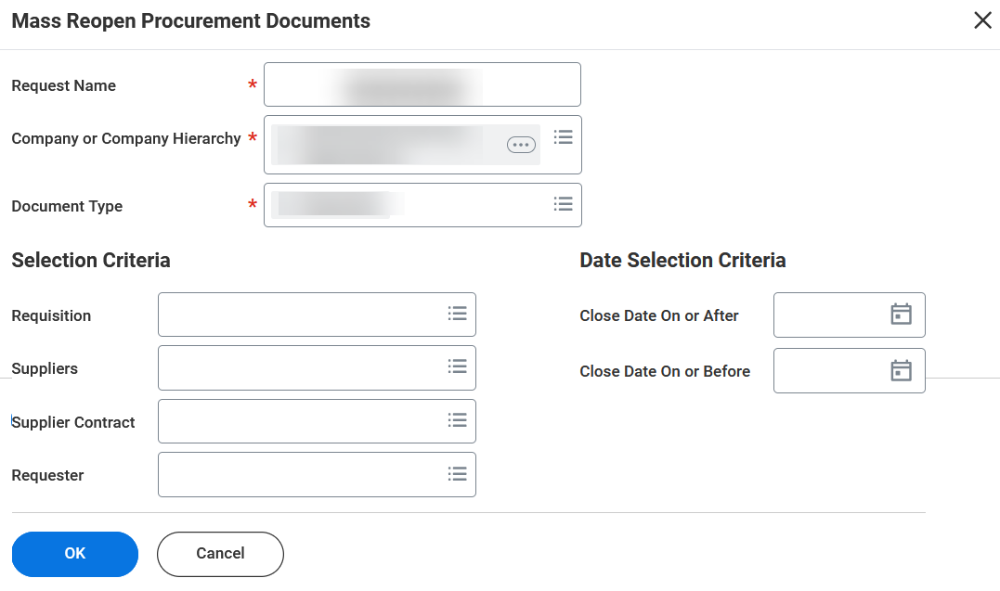 Mass Reopen Procurement Documents
Request Name *
Company or Company Hierarchy *
Document Type *
Selection Criteria
Requisition
Suppliers
Supplier Contract
Requester
Date Selection Criteria
Close Date On or After
Close Date On or Before
OK
Cancel